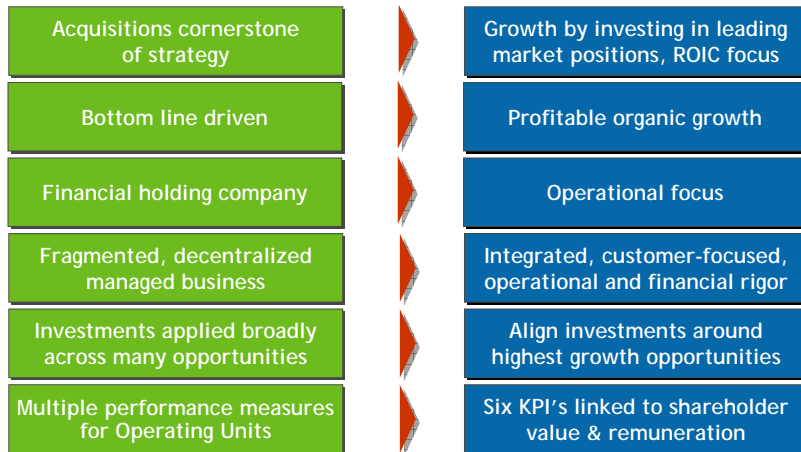 Acquisitions cornerstone
of strategy
Growth by investing in leading
market positions, ROIC focus
Bottom line driven
Profitable organic growth
Financial holding company
Operational focus
Fragmented, decentralized
managed business
Integrated, customer-focused,
operational and financial rigor
Investments applied broadly
across many opportunities
Align investments around
highest growth opportunities
Multiple performance measures
for Operating Units
Six KPI's linked to shareholder
value & remuneration